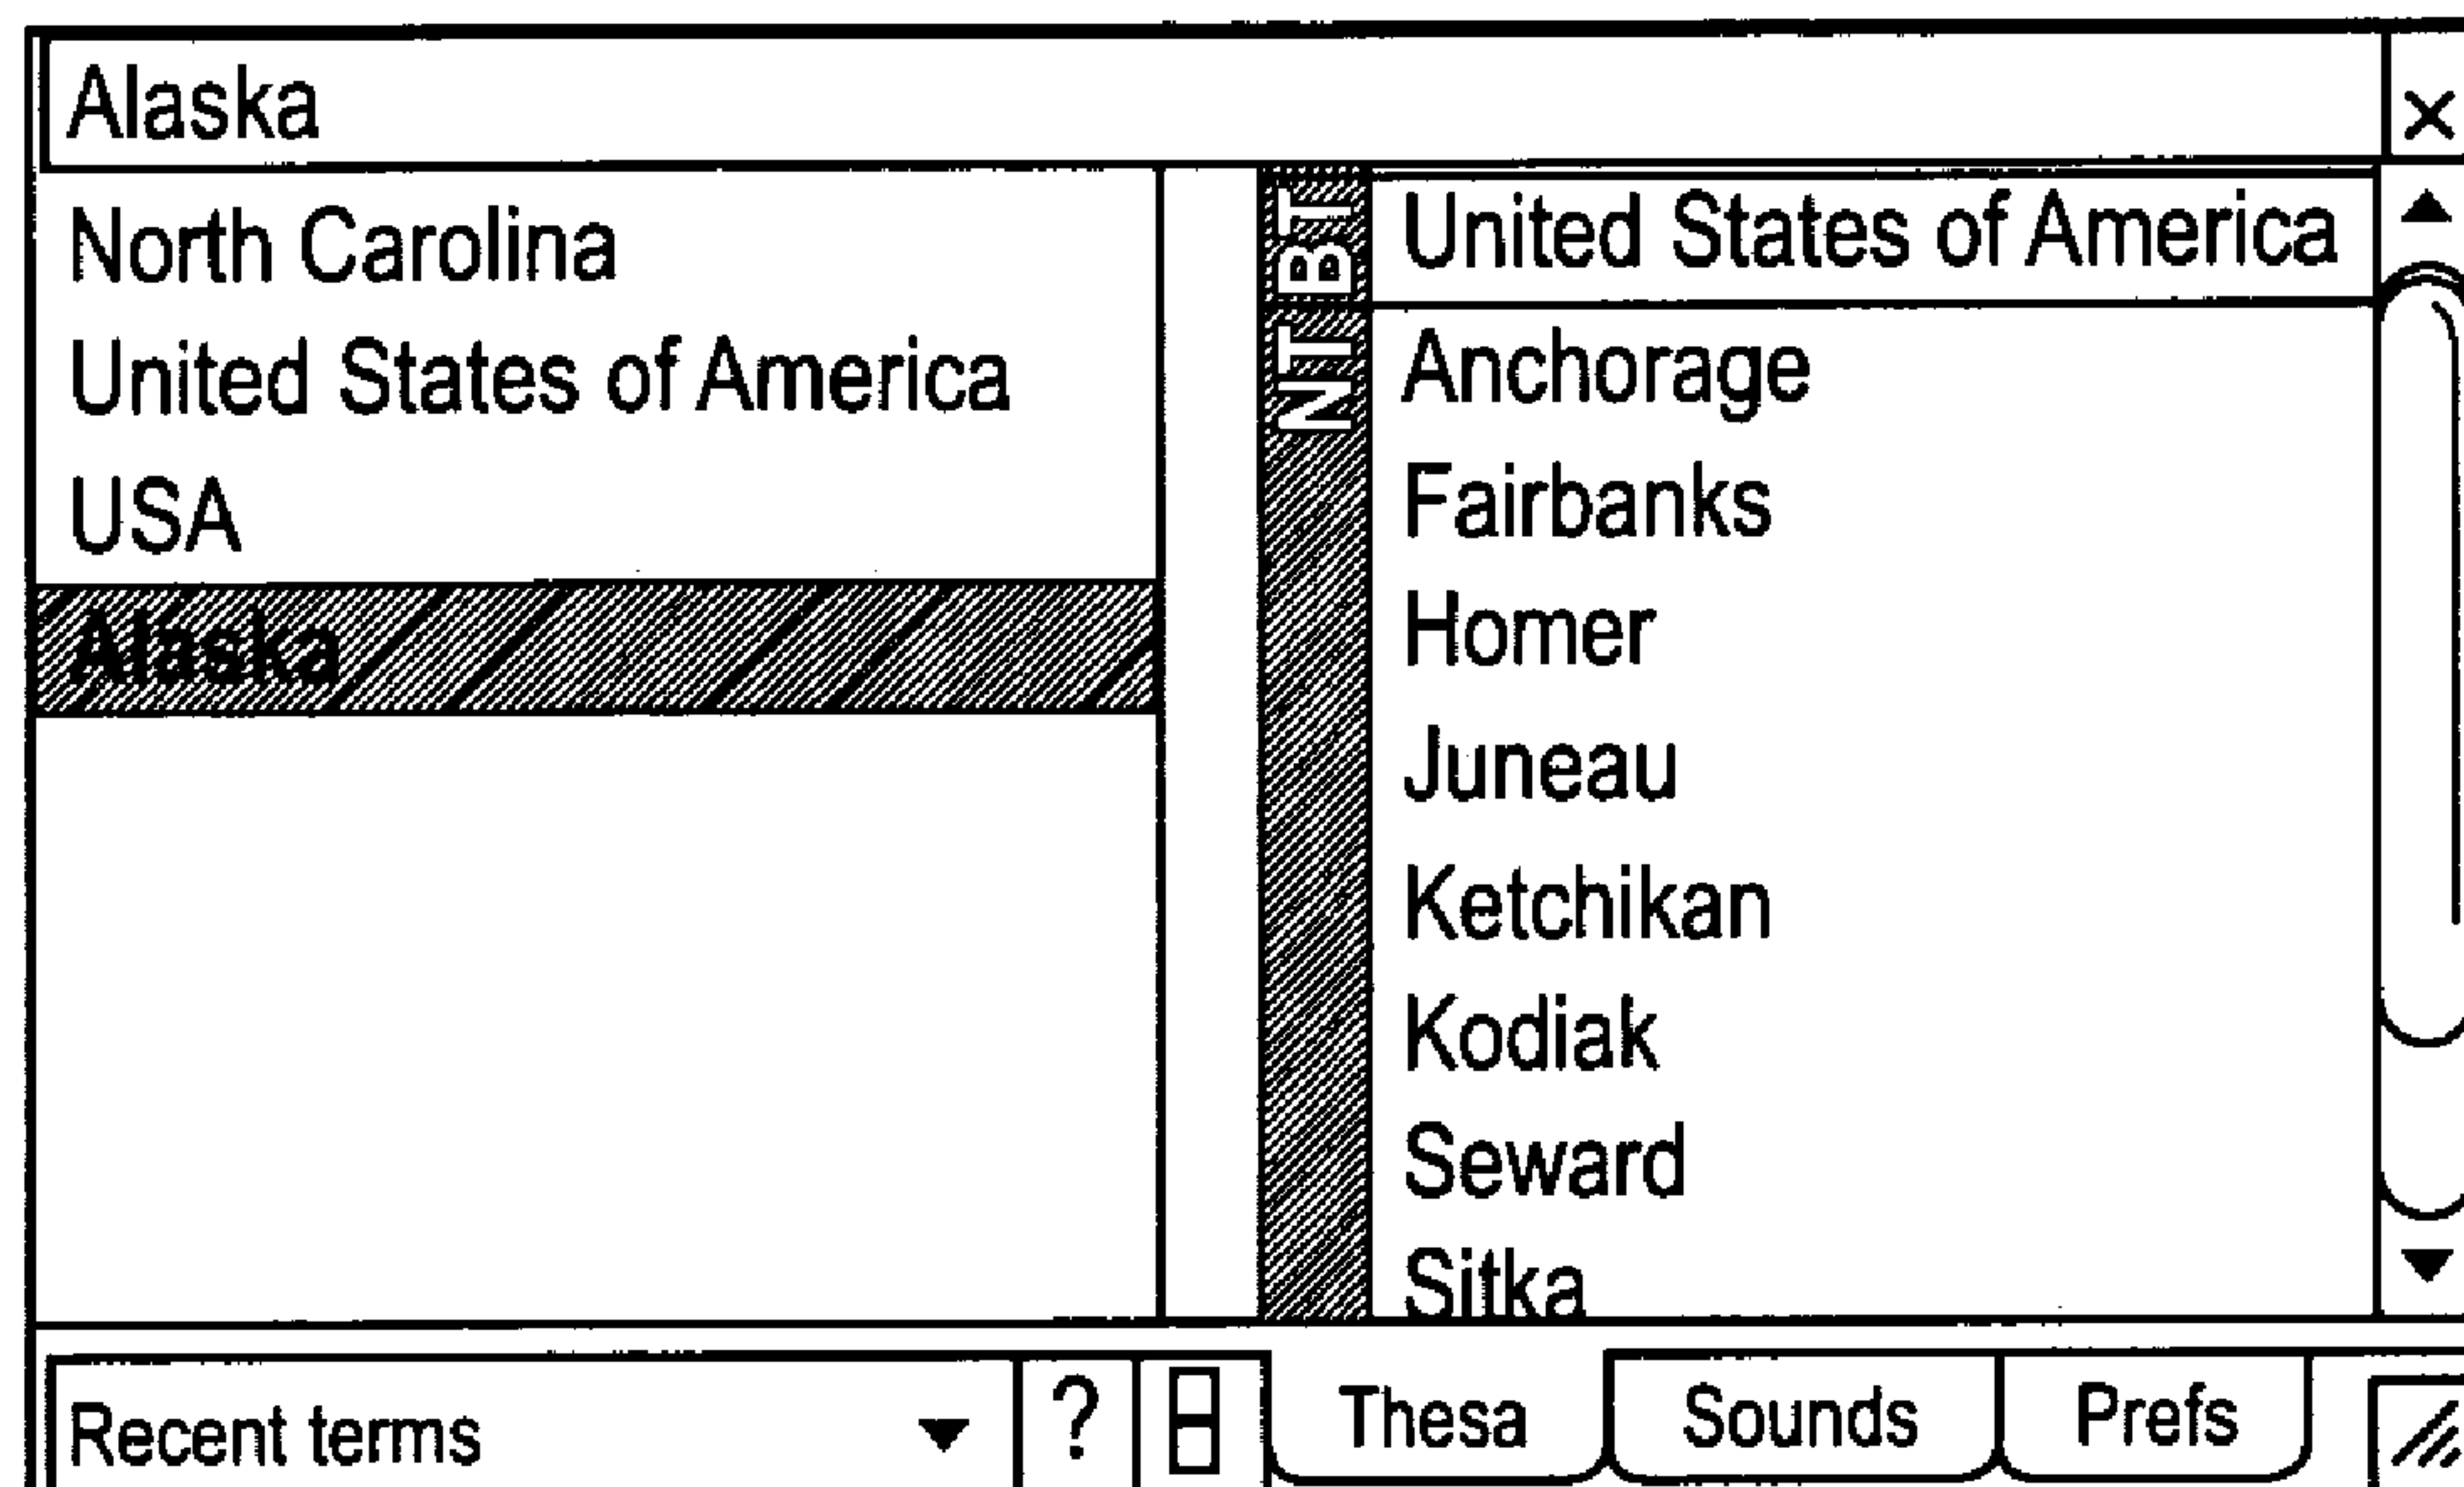 Alaska
×
North Carolina
United States of America
USA
Alaska
BT
United States of America
NT
Anchorage
Fairbanks
Homer
Juneau
Ketchikan
Kodiak
Seward
Sitka
Recent terms
?
Thesa
Sounds
Prefs